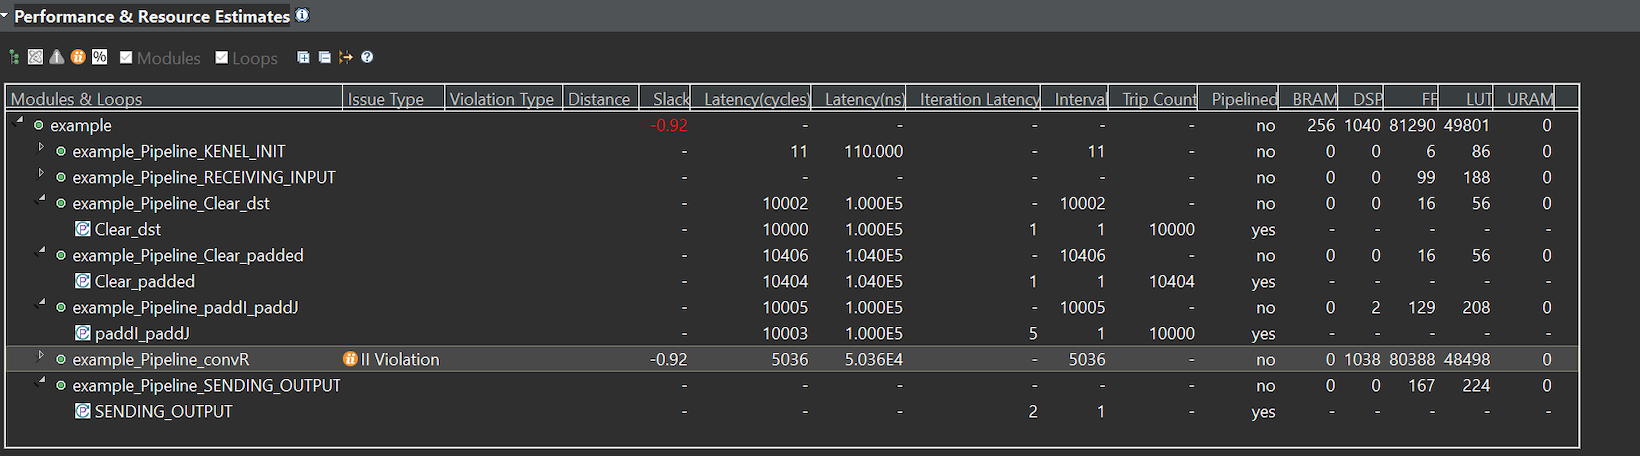 Performance & Resource Estimates
% Modules Loops
Modules & Loops Issue Type Violation Type Distance Slack Latency(cycles) Latency(ns) Iteration Latency Interval Trip Count Pipelined BRAM DSP FF LUT URAM
example -0.92 - - - - - no 256 1040 81290 49801 0
example_Pipeline_KENEL_INIT - 11 110.000 - 11 - no 0 0 6 86 0
example_Pipeline_RECEIVING_INPUT - - - - - - no 0 0 99 188 0
example_Pipeline_Clear_dst - 10002 1.000E5 - 10002 - no 0 0 16 56 0
Clear_dst - 10000 1.000E5 1 1 10000 yes - - - - -
example_Pipeline_Clear_padded - 10406 1.040E5 - 10406 - no 0 0 16 56 0
Clear_padded - 10404 1.040E5 1 1 10404 yes - - - - -
example_Pipeline_paddI_paddJ - 10005 1.000E5 - 10005 - no 0 2 129 208 0
paddI_paddJ - 10003 1.000E5 5 1 10000 yes - - - - -
example_Pipeline_convR II Violation -0.92 5036 5.036E4 - 5036 - no 0 1038 80388 48498 0
example_Pipeline_SENDING_OUTPUT - - - - - - no 0 0 167 224 0
SENDING_OUTPUT - - - 2 1 - yes - - - - -